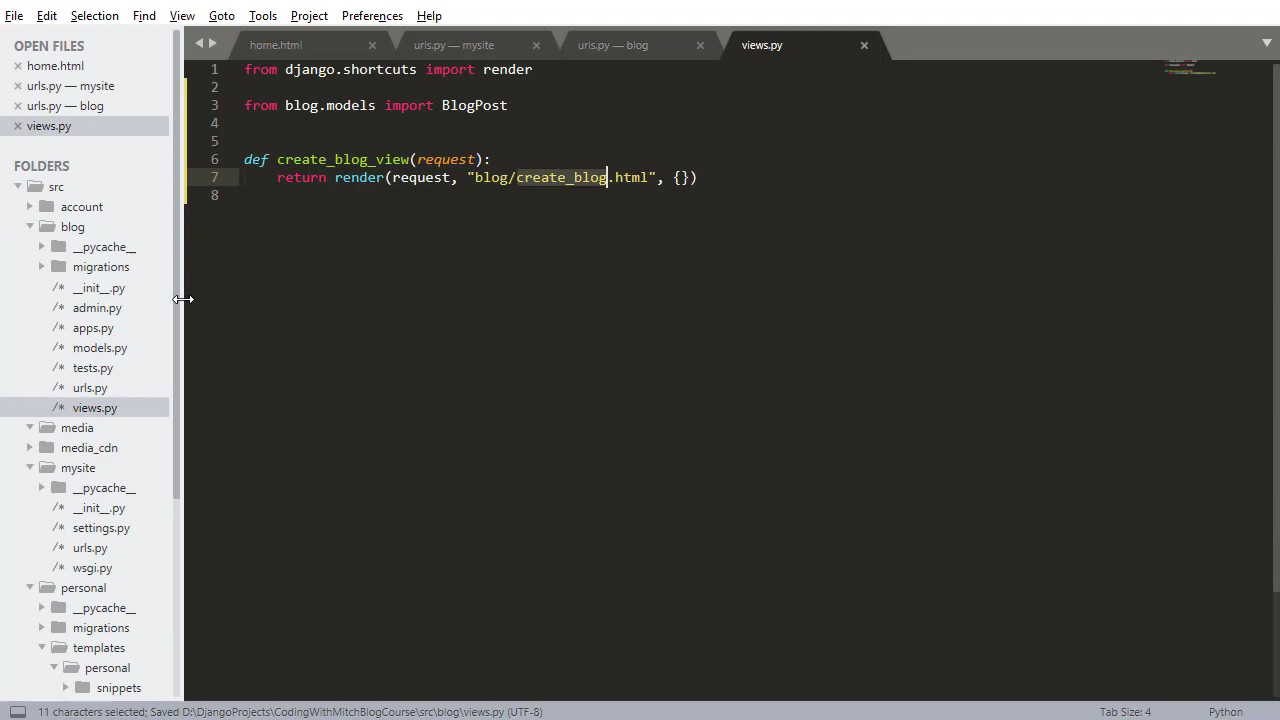 File Edit Selection Find View Goto Tools Project Preferences Help
OPEN FILES
home.html
urls.py — mysite
urls.py — blog
views.py
FOLDERS
src
account
blog
__pycache__
migrations
/* __init__.py
/* admin.py
/* apps.py
/* models.py
/* tests.py
/* urls.py
/* views.py
media
media_cdn
mysite
__pycache__
/* __init__.py
/* settings.py
/* urls.py
/* wsgi.py
personal
__pycache__
migrations
templates
personal
snippets
home.html urls.py — mysite urls.py — blog views.py
1 from django.shortcuts import render
2
3 from blog.models import BlogPost
4
5
6 def create_blog_view(request):
7 return render(request, "blog/create_blog.html", {})
8
11 characters selected; Saved D:\DjangoProjects\CodingWithMitchBlogCourse\src\blog\views.py (UTF-8) Tab Size: 4 Python